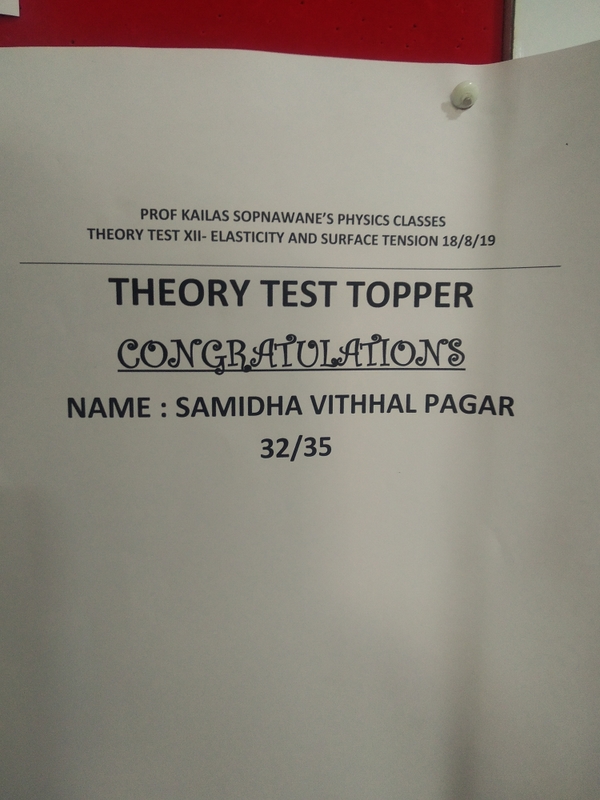 PROF KAILAS SOPNAWANE'S PHYSICS CLASSES
THEORY TEST XII- ELASTICITY AND SURFACE TENSION 18/8/19
THEORY TEST TOPPER
CONGRATULATIONS
NAME : SAMIDHA VITHHAL PAGAR
32/35